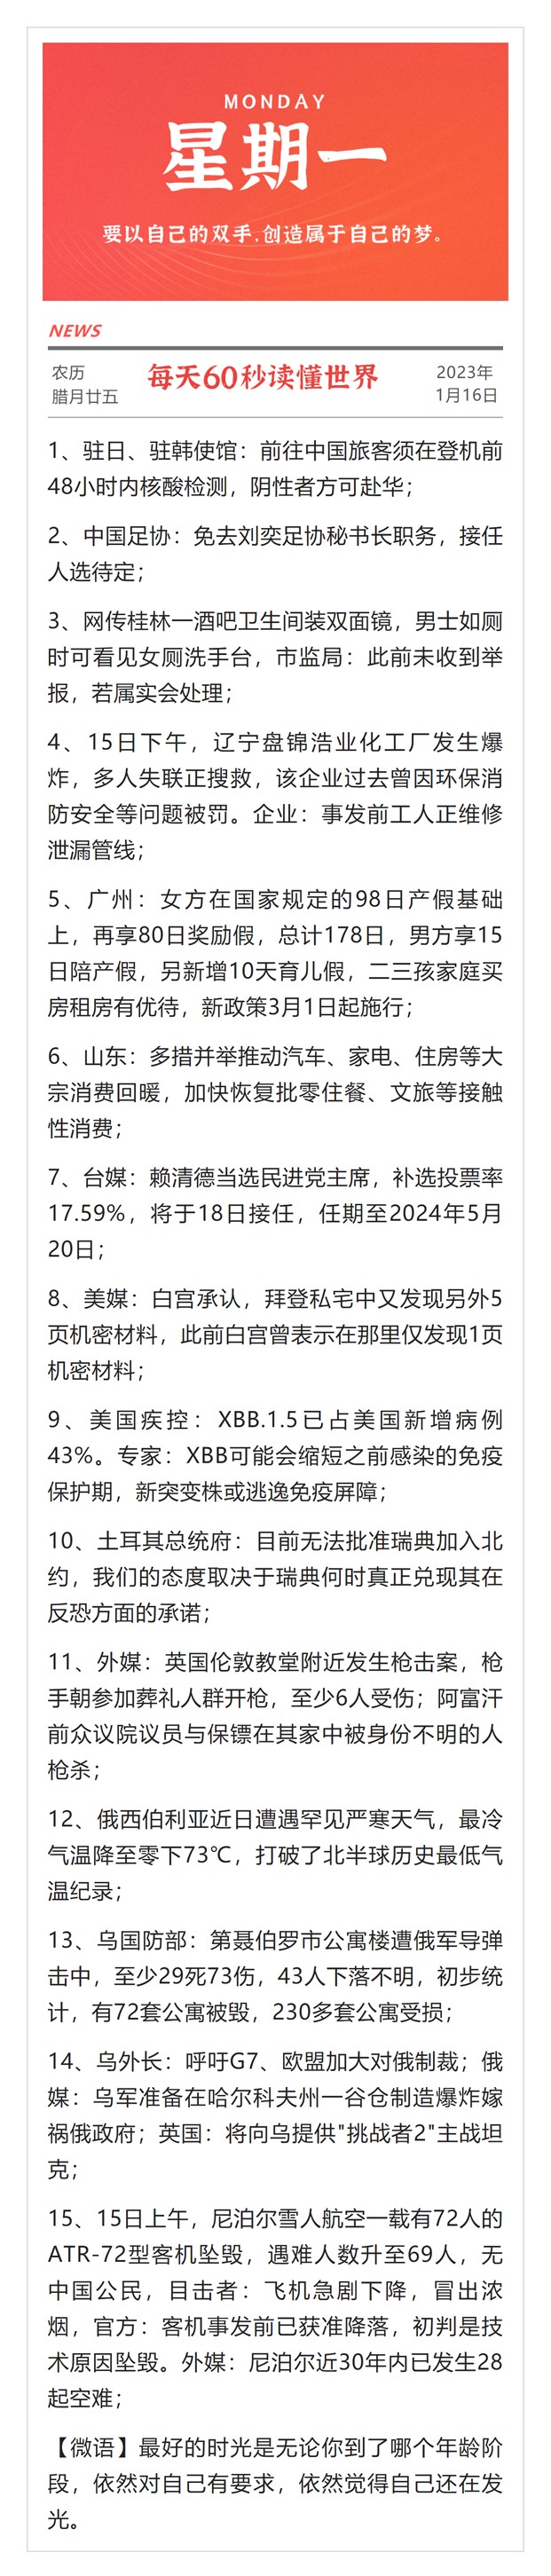 MONDAY
星期一
要以自己的双手,创造属于自己的梦。
NEWS
农历
腊月廿五
每天60秒读懂世界
2023年
1月16日
1、驻日、驻韩使馆：前往中国旅客须在登机前
48小时内核酸检测，阴性者方可赴华；
2、中国足协：免去刘奕足协秘书长职务，接任
人选待定；
3、网传桂林一酒吧卫生间装双面镜，男士如厕
时可看见女厕洗手台，市监局：此前未收到举
报，若属实会处理；
4、15日下午，辽宁盘锦浩业化工厂发生爆
炸，多人失联正搜救，该企业过去曾因环保消
防安全等问题被罚。企业：事发前工人正维修
泄漏管线；
5、广州：女方在国家规定的98日产假基础
上，再享80日奖励假，总计178日，男方享15
日陪产假，另新增10天育儿假，二三孩家庭买
房租房有优待，新政策3月1日起施行；
6、山东：多措并举推动汽车、家电、住房等大
宗消费回暖，加快恢复批零住餐、文旅等接触
性消费；
7、台媒：赖清德当选民进党主席，补选投票率
17.59%，将于18日接任，任期至2024年5月
20日；
8、美媒：白宫承认，拜登私宅中又发现另外5
页机密材料，此前白宫曾表示在那里仅发现1页
机密材料；
9、美国疾控：XBB.1.5已占美国新增病例
43%。专家：XBB可能会缩短之前感染的免疫
保护期，新突变株或逃逸免疫屏障；
10、土耳其总统府：目前无法批准瑞典加入北
约，我们的态度取决于瑞典何时真正兑现其在
反恐方面的承诺；
11、外媒：英国伦敦教堂附近发生枪击案，枪
手朝参加葬礼人群开枪，至少6人受伤；阿富汗
前众议院议员与保镖在其家中被身份不明的人
枪杀；
12、俄西伯利亚近日遭遇罕见严寒天气，最冷
气温降至零下73℃，打破了北半球历史最低气
温纪录；
13、乌国防部：第聂伯罗市公寓楼遭俄军导弹
击中，至少29死73伤，43人下落不明，初步统
计，有72套公寓被毁，230多套公寓受损；
14、乌外长：呼吁G7、欧盟加大对俄制裁；俄
媒：乌军准备在哈尔科夫州一谷仓制造爆炸嫁
祸俄政府；英国：将向乌提供"挑战者2"主战坦
克；
15、15日上午，尼泊尔雪人航空一载有72人的
ATR-72型客机坠毁，遇难人数升至69人，无
中国公民，目击者：飞机急剧下降，冒出浓
烟，官方：客机事发前已获准降落，初判是技
术原因坠毁。外媒：尼泊尔近30年内已发生28
起空难；
【微语】最好的时光是无论你到了哪个年龄阶
段，依然对自己有要求，依然觉得自己还在发
光。